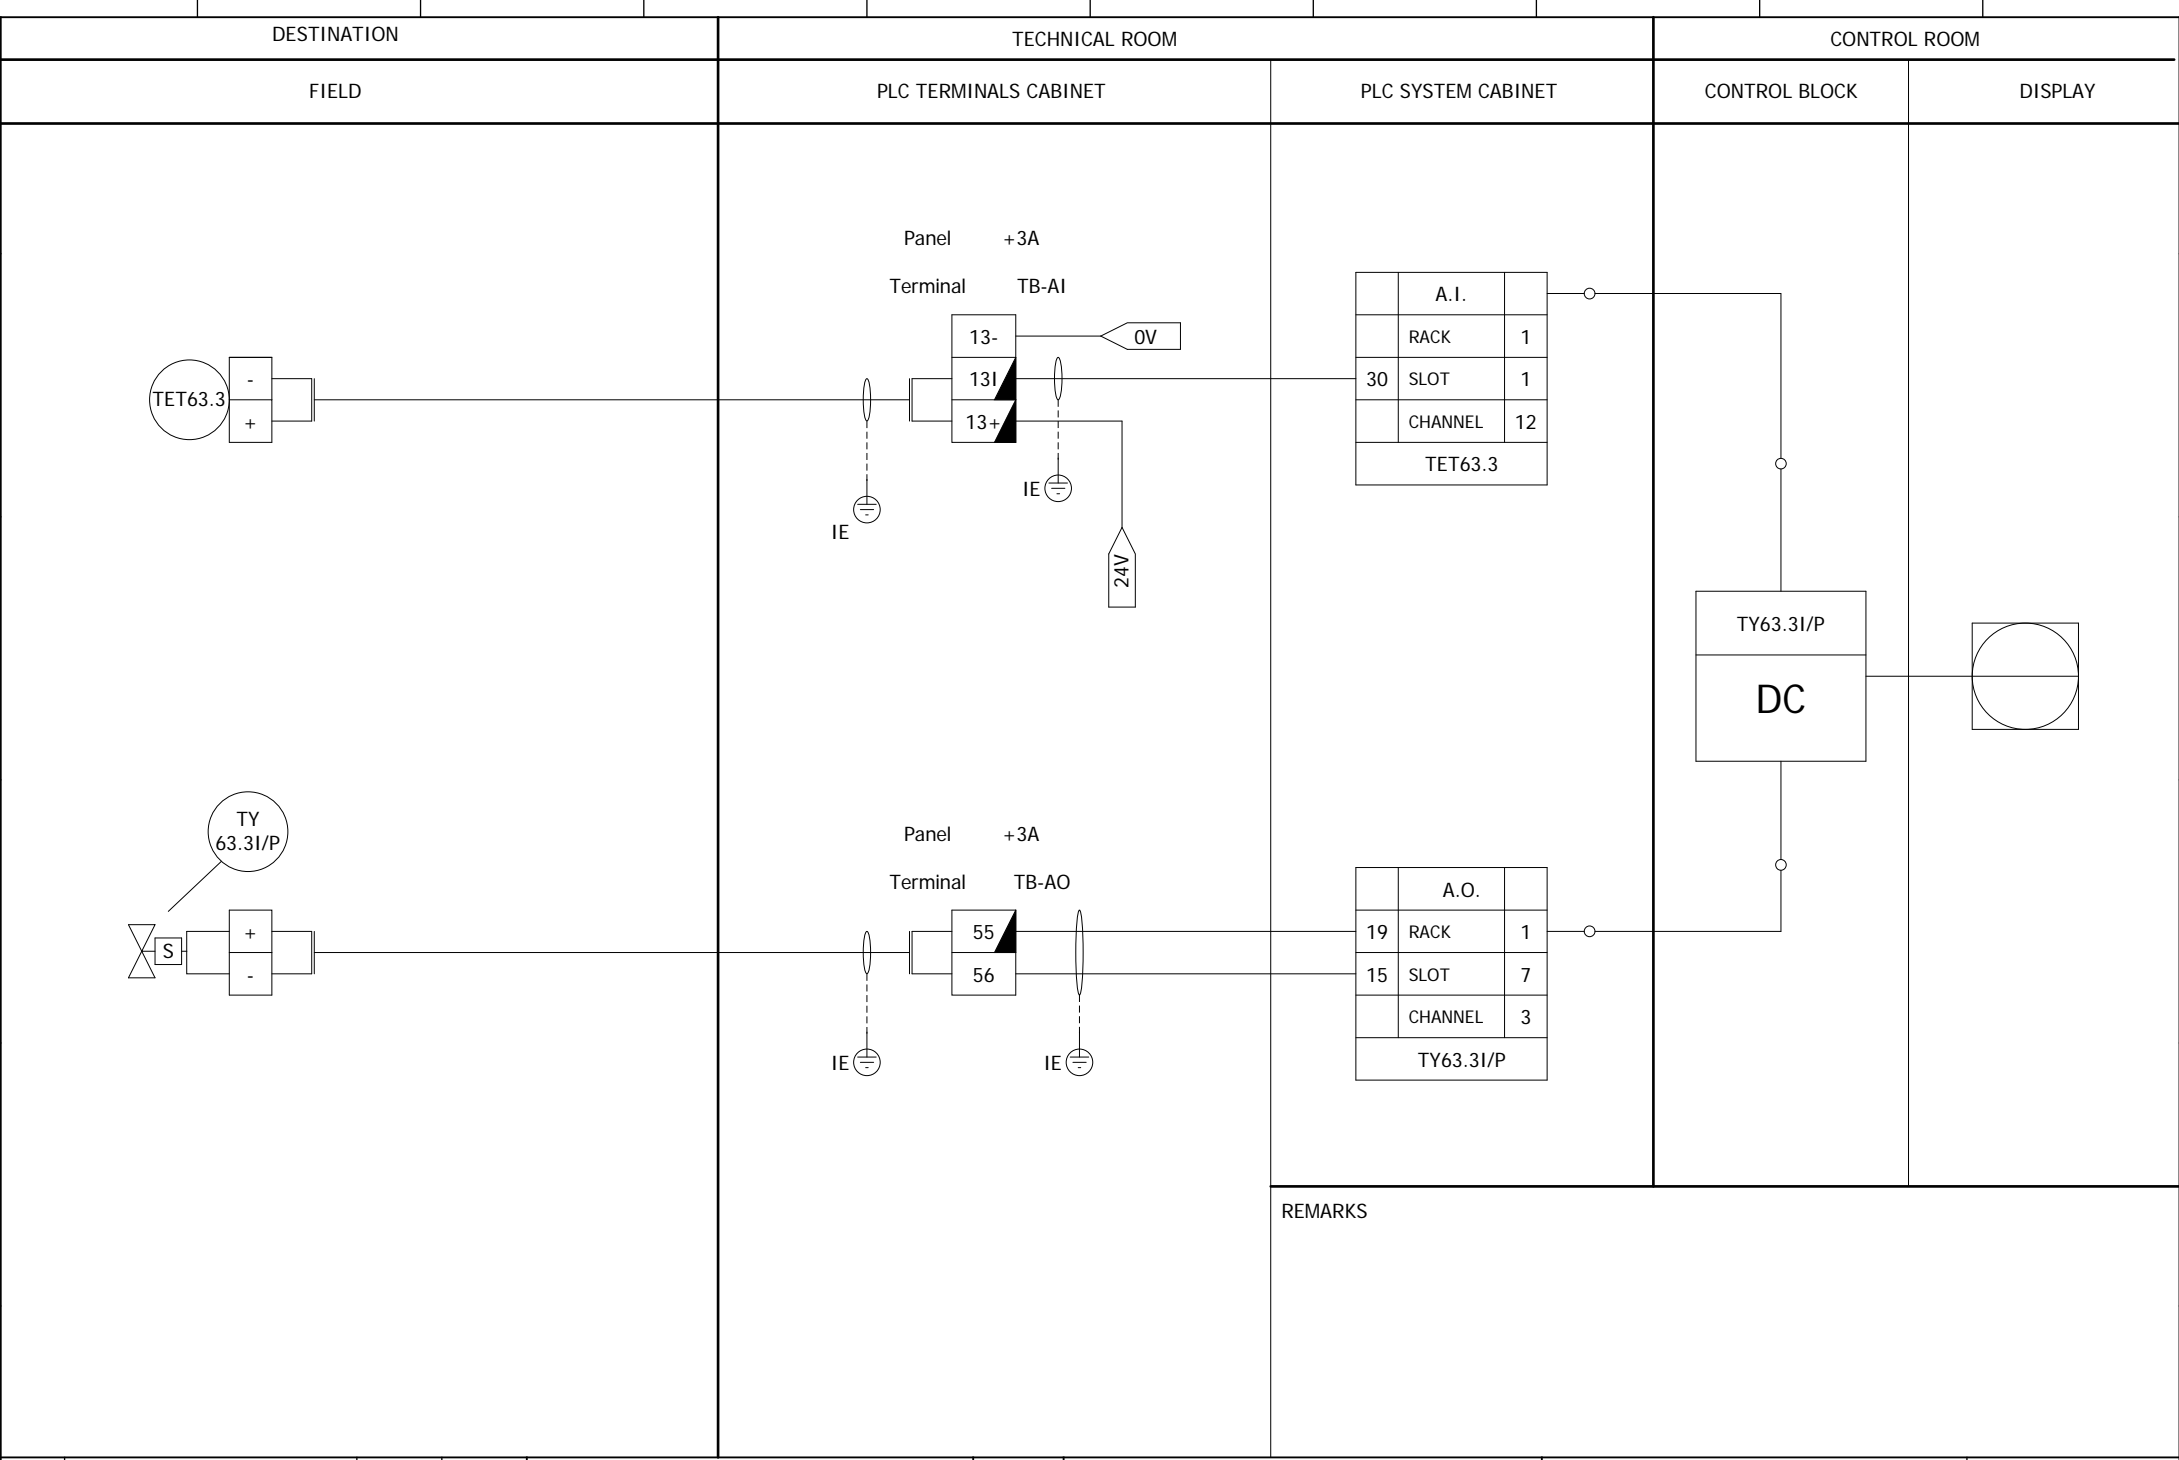 DESTINATION
TECHNICAL ROOM
CONTROL ROOM
FIELD
PLC TERMINALS CABINET
PLC SYSTEM CABINET
CONTROL BLOCK
DISPLAY
Panel +3A
Terminal TB-AI
13-
0V
13I
13+
IE
IE
24V
TET63.3
-
+
A.I.
RACK 1
30 SLOT 1
CHANNEL 12
TET63.3
TY63.3I/P
DC
TY
63.3I/P
S
+
-
Panel +3A
Terminal TB-AO
55
56
IE
IE
A.O.
19 RACK 1
15 SLOT 7
CHANNEL 3
TY63.3I/P
REMARKS